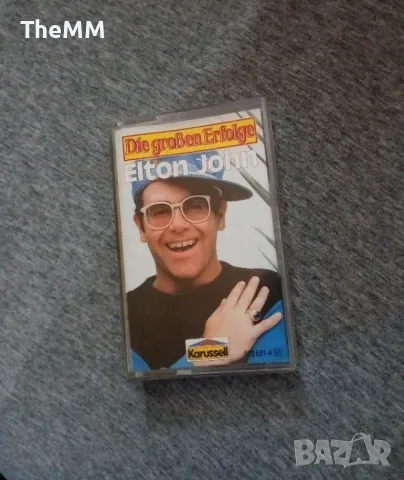 TheMM
Die großen Erfolge
Elton John
Karussell
BAZAR